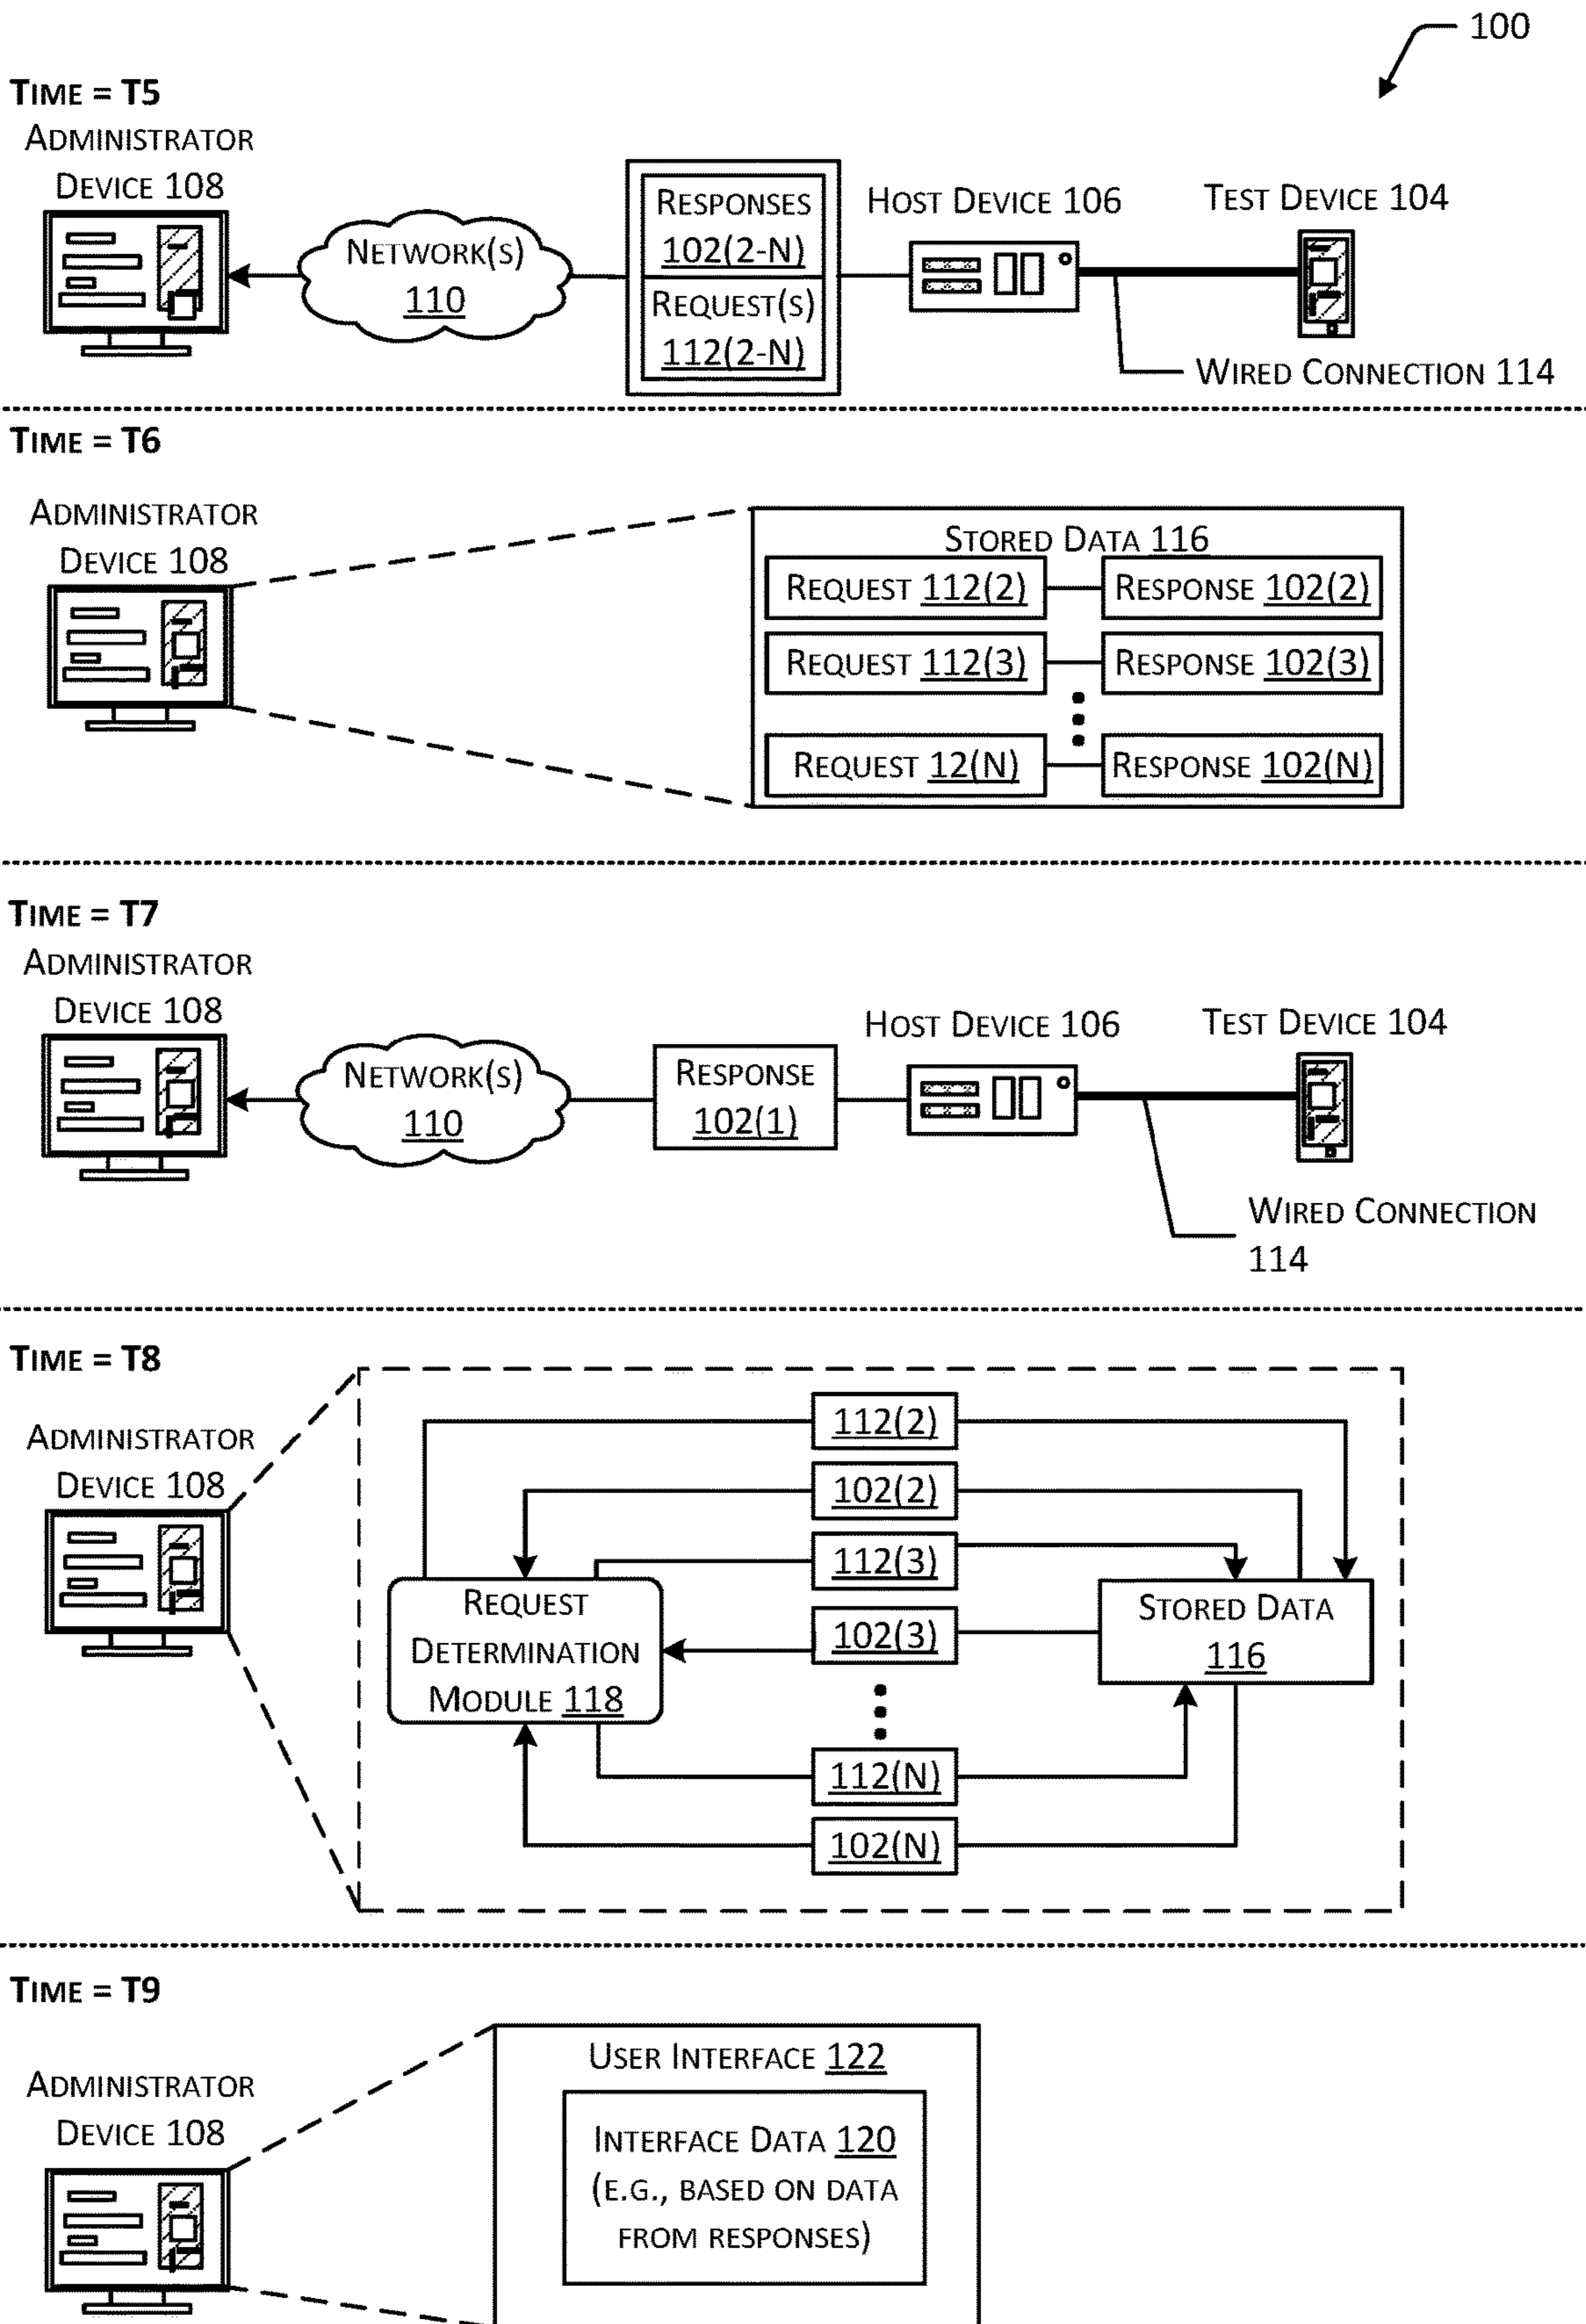 100
TIME = T5
ADMINISTRATOR
DEVICE 108
NETWORK(S)
110
RESPONSES
102(2-N)
REQUEST(S)
112(2-N)
HOST DEVICE 106
TEST DEVICE 104
WIRED CONNECTION 114
TIME = T6
ADMINISTRATOR
DEVICE 108
STORED DATA 116
REQUEST 112(2)
RESPONSE 102(2)
REQUEST 112(3)
RESPONSE 102(3)
REQUEST 12(N)
RESPONSE 102(N)
TIME = T7
ADMINISTRATOR
DEVICE 108
NETWORK(S)
110
RESPONSE
102(1)
HOST DEVICE 106
TEST DEVICE 104
WIRED CONNECTION
114
TIME = T8
ADMINISTRATOR
DEVICE 108
112(2)
102(2)
112(3)
102(3)
112(N)
102(N)
REQUEST
DETERMINATION
MODULE 118
STORED DATA
116
TIME = T9
ADMINISTRATOR
DEVICE 108
USER INTERFACE 122
INTERFACE DATA 120
(E.G., BASED ON DATA
FROM RESPONSES)